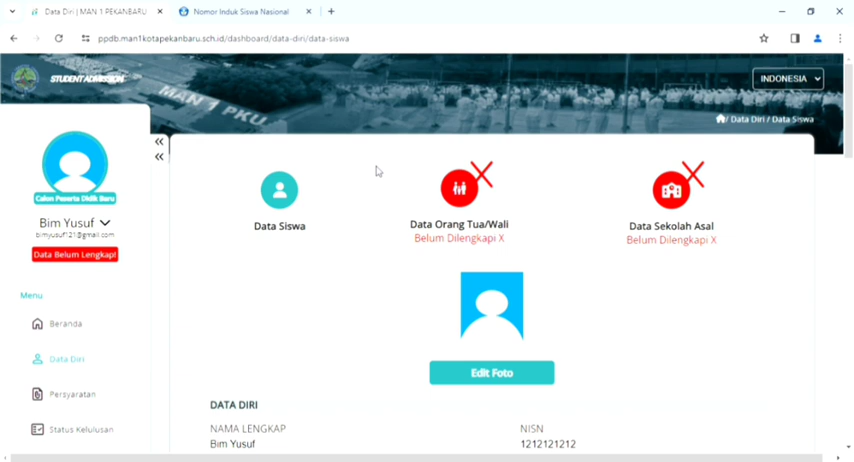 Data Diri | MAN 1 PEKANBARU
Nomor Induk Siswa Nasional
ppdb.man1kotapekanbaru.sch.id/dashboard/data-diri/data-siswa
STUDENT ADMISSION
MAN 1 PKU
INDONESIA
/ Data Diri / Data Siswa
Calon Peserta Didik Baru
Bim Yusuf
bimyusuf121@gmail.com
Data Belum Lengkap!
Menu
Beranda
Data Diri
Persyaratan
Status Kelulusan
Data Siswa
Data Orang Tua/Wali
Belum Dilengkapi X
Data Sekolah Asal
Belum Dilengkapi X
Edit Foto
DATA DIRI
NAMA LENGKAP
Bim Yusuf
NISN
1212121212